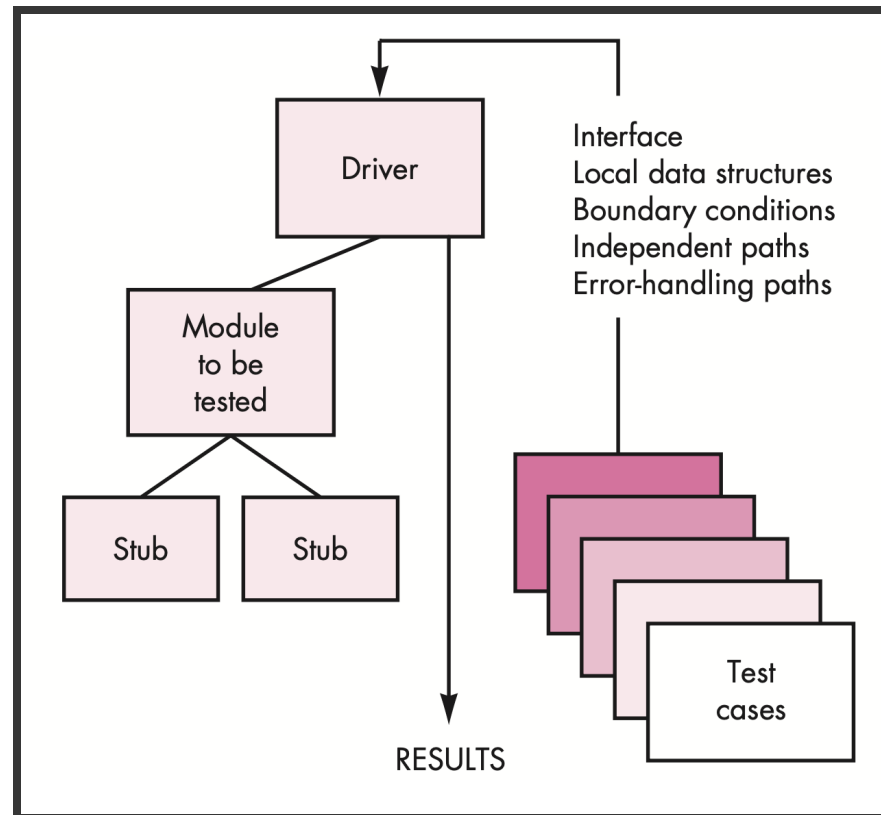 Driver
Interface
Local data structures
Boundary conditions
Independent paths
Error-handling paths
Module
to be
tested
Stub
Stub
Test
cases
RESULTS